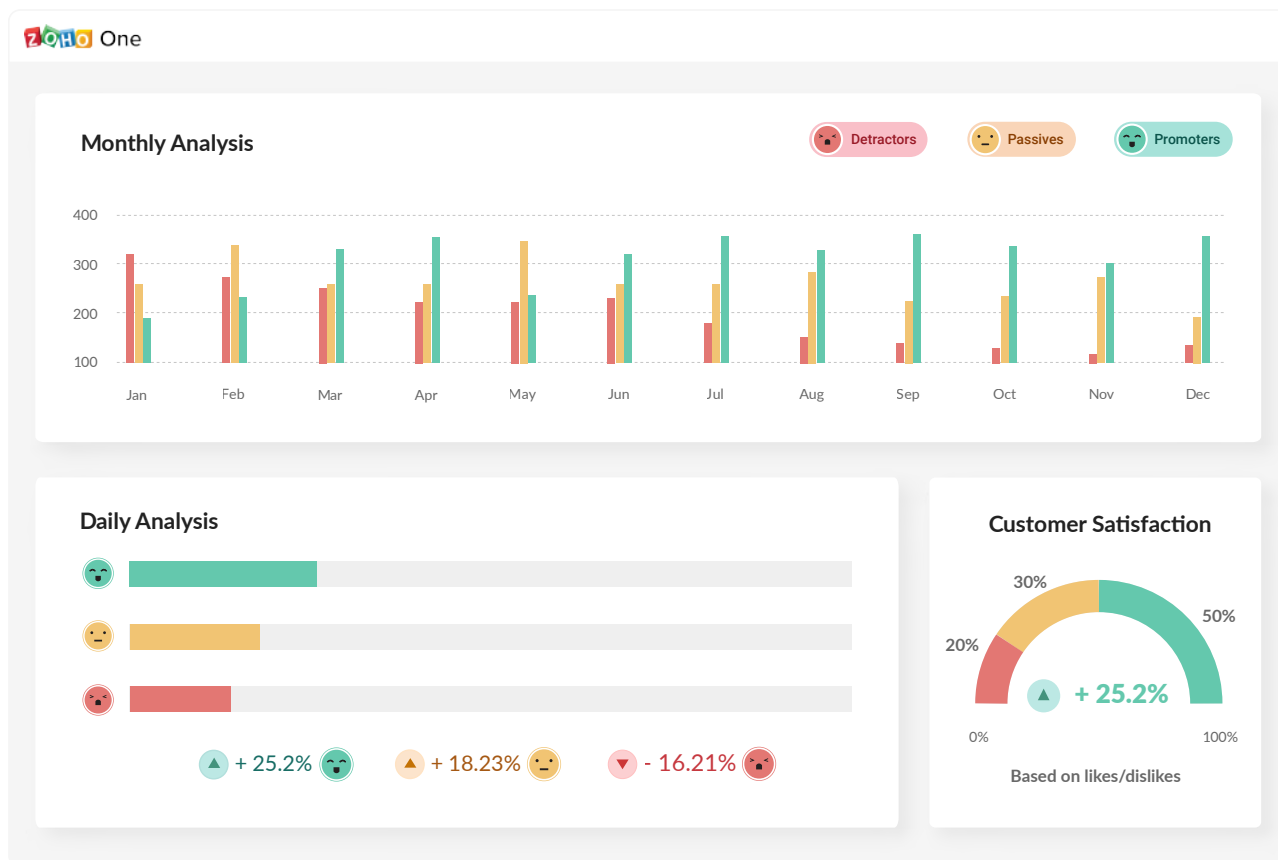 ZOHO One
Monthly Analysis
Detractors
Passives
Promoters
400
300
200
100
Jan Feb Mar Apr May Jun Jul Aug Sep Oct Nov Dec
Daily Analysis
+ 25.2%
+ 18.23%
- 16.21%
Customer Satisfaction
30%
50%
20%
+ 25.2%
0%
100%
Based on likes/dislikes